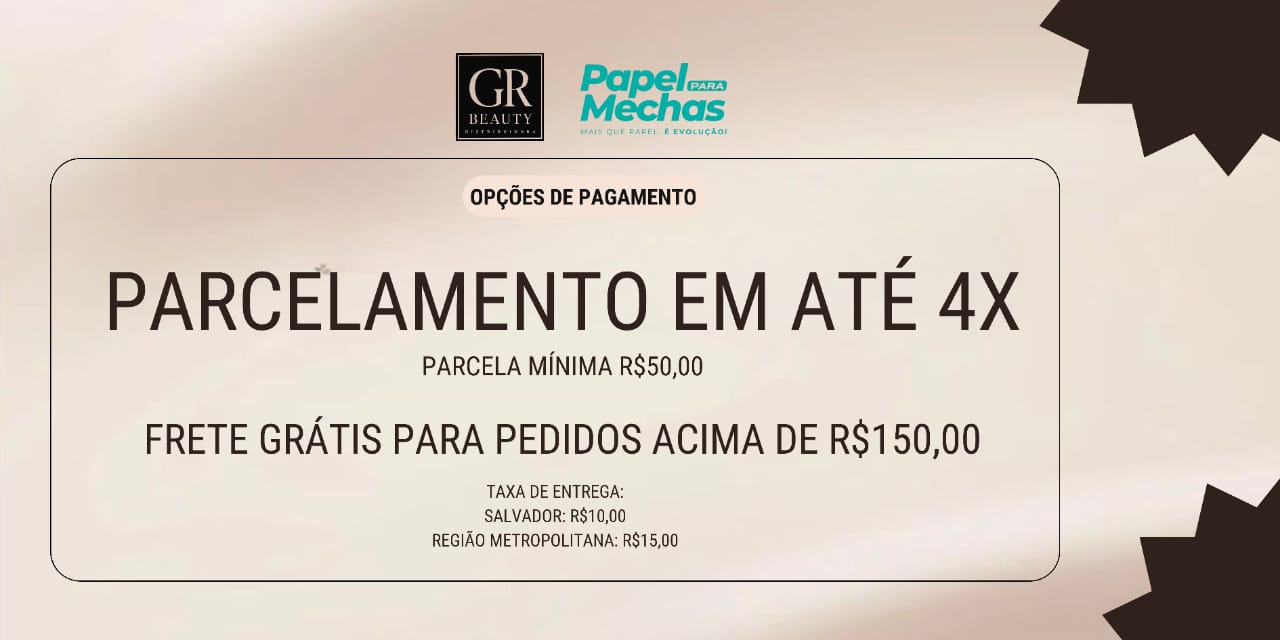 GR
BEAUTY
DISTRIBUIDORA
Papel PARA
Mechas
MAIS QUE PAPEL. É EVOLUÇÃO!
OPÇÕES DE PAGAMENTO
PARCELAMENTO EM ATÉ 4X
PARCELA MÍNIMA R$50,00
FRETE GRÁTIS PARA PEDIDOS ACIMA DE R$150,00
TAXA DE ENTREGA:
SALVADOR: R$10,00
REGIÃO METROPOLITANA: R$15,00